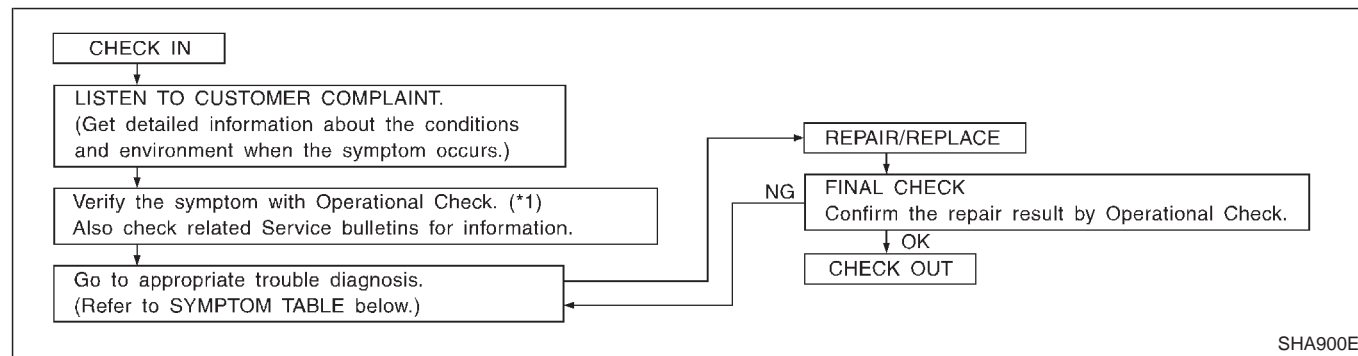 CHECK IN
LISTEN TO CUSTOMER COMPLAINT.
(Get detailed information about the conditions
and environment when the symptom occurs.)
Verify the symptom with Operational Check. (*1)
Also check related Service bulletins for information.
Go to appropriate trouble diagnosis.
(Refer to SYMPTOM TABLE below.)
REPAIR/REPLACE
NG
FINAL CHECK
Confirm the repair result by Operational Check.
OK
CHECK OUT
SHA900E